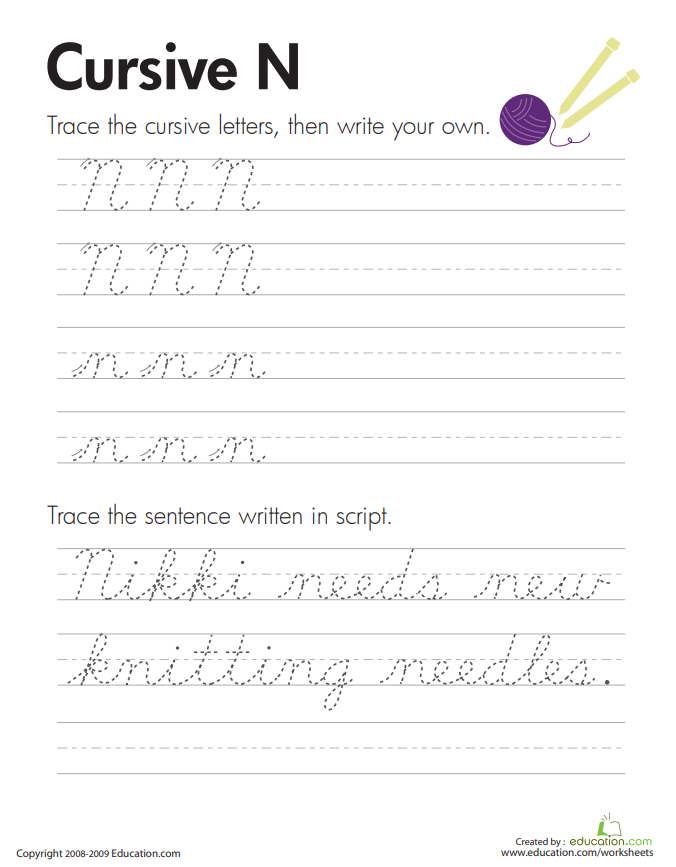 Cursive N
Trace the cursive letters, then write your own.
N N N
N N N
n n n
n n n
Trace the sentence written in script.
Nikki needs new
knitting needles.
Created by : education.com
Copyright 2008-2009 Education.com
www.education.com/worksheets